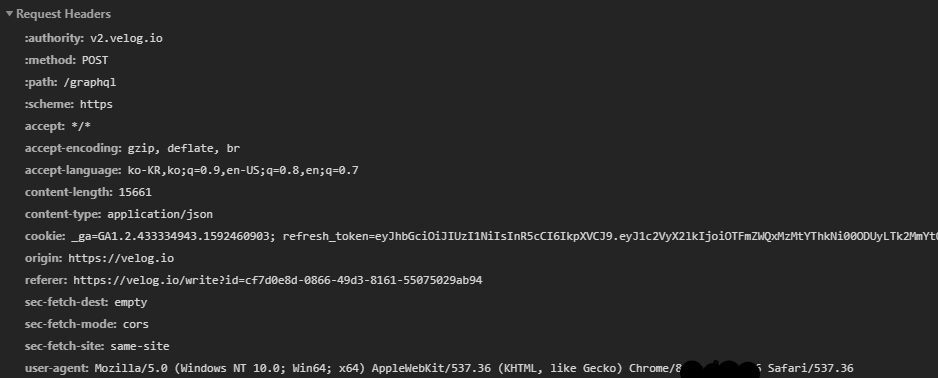 Request Headers
:authority: v2.velog.io
:method: POST
:path: /graphql
:scheme: https
accept: */*
accept-encoding: gzip, deflate, br
accept-language: ko-KR,ko;q=0.9,en-US;q=0.8,en;q=0.7
content-length: 15661
content-type: application/json
cookie: _ga=GA1.2.433334943.1592460903; refresh_token=eyJhbGciOiJIUzI1NiIsInR5cCI6IkpXVCJ9.eyJ1c2VyX2lkIjoiOTFmZWQxMzMtYThkNi00ODUyLTk2MmYt
origin: https://velog.io
referer: https://velog.io/write?id=cf7d0e8d-0866-49d3-8161-55075029ab94
sec-fetch-dest: empty
sec-fetch-mode: cors
sec-fetch-site: same-site
user-agent: Mozilla/5.0 (Windows NT 10.0; Win64; x64) AppleWebKit/537.36 (KHTML, like Gecko) Chrome/8 Safari/537.36